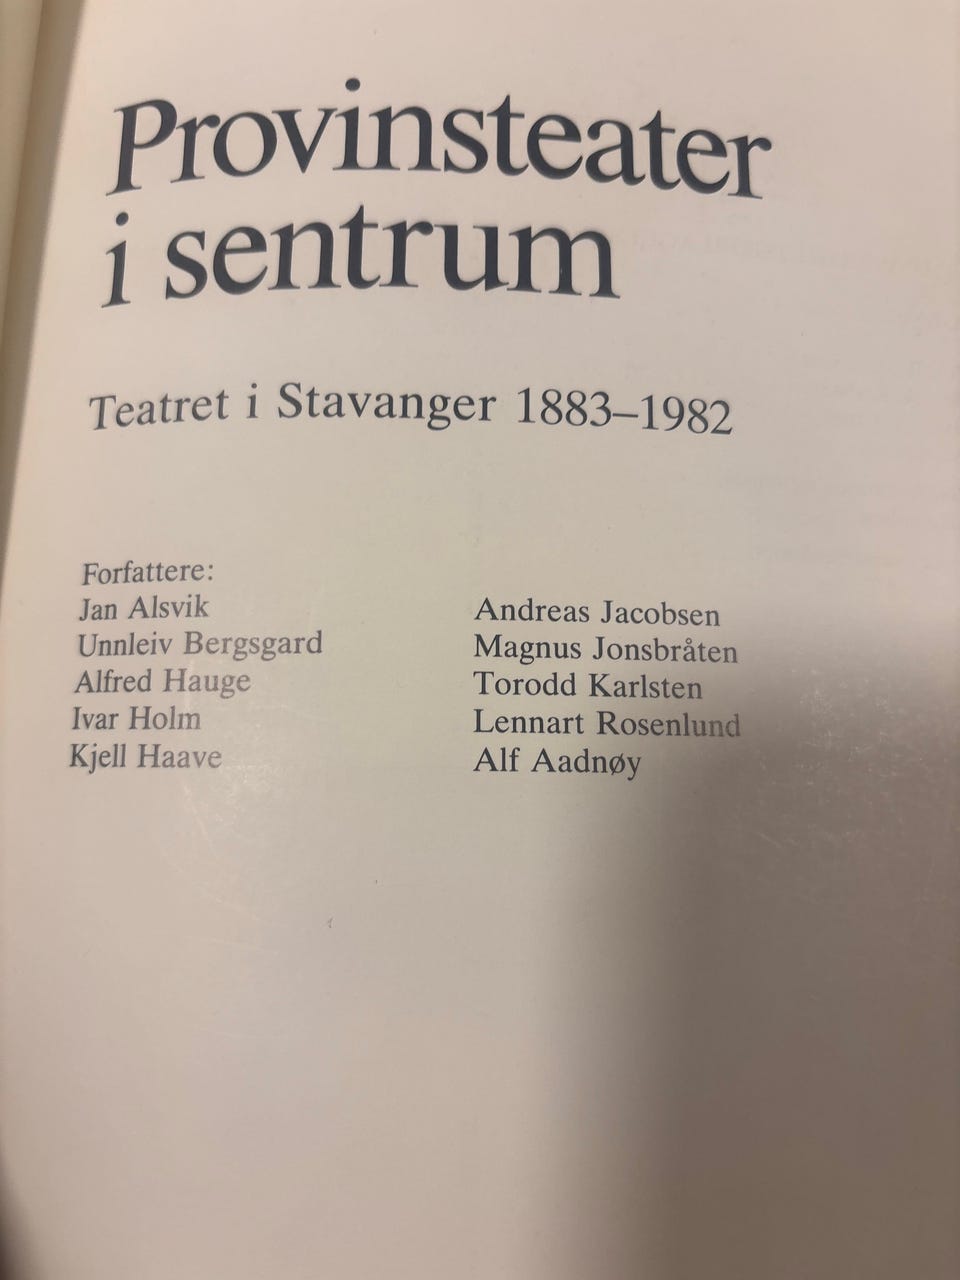 Provinsteater
i sentrum
Teatret i Stavanger 1883–1982
Forfattere:
Jan Alsvik
Unnleiv Bergsgard
Alfred Hauge
Ivar Holm
Kjell Haave
Andreas Jacobsen
Magnus Jonsbråten
Torodd Karlsten
Lennart Rosenlund
Alf Aadnøy